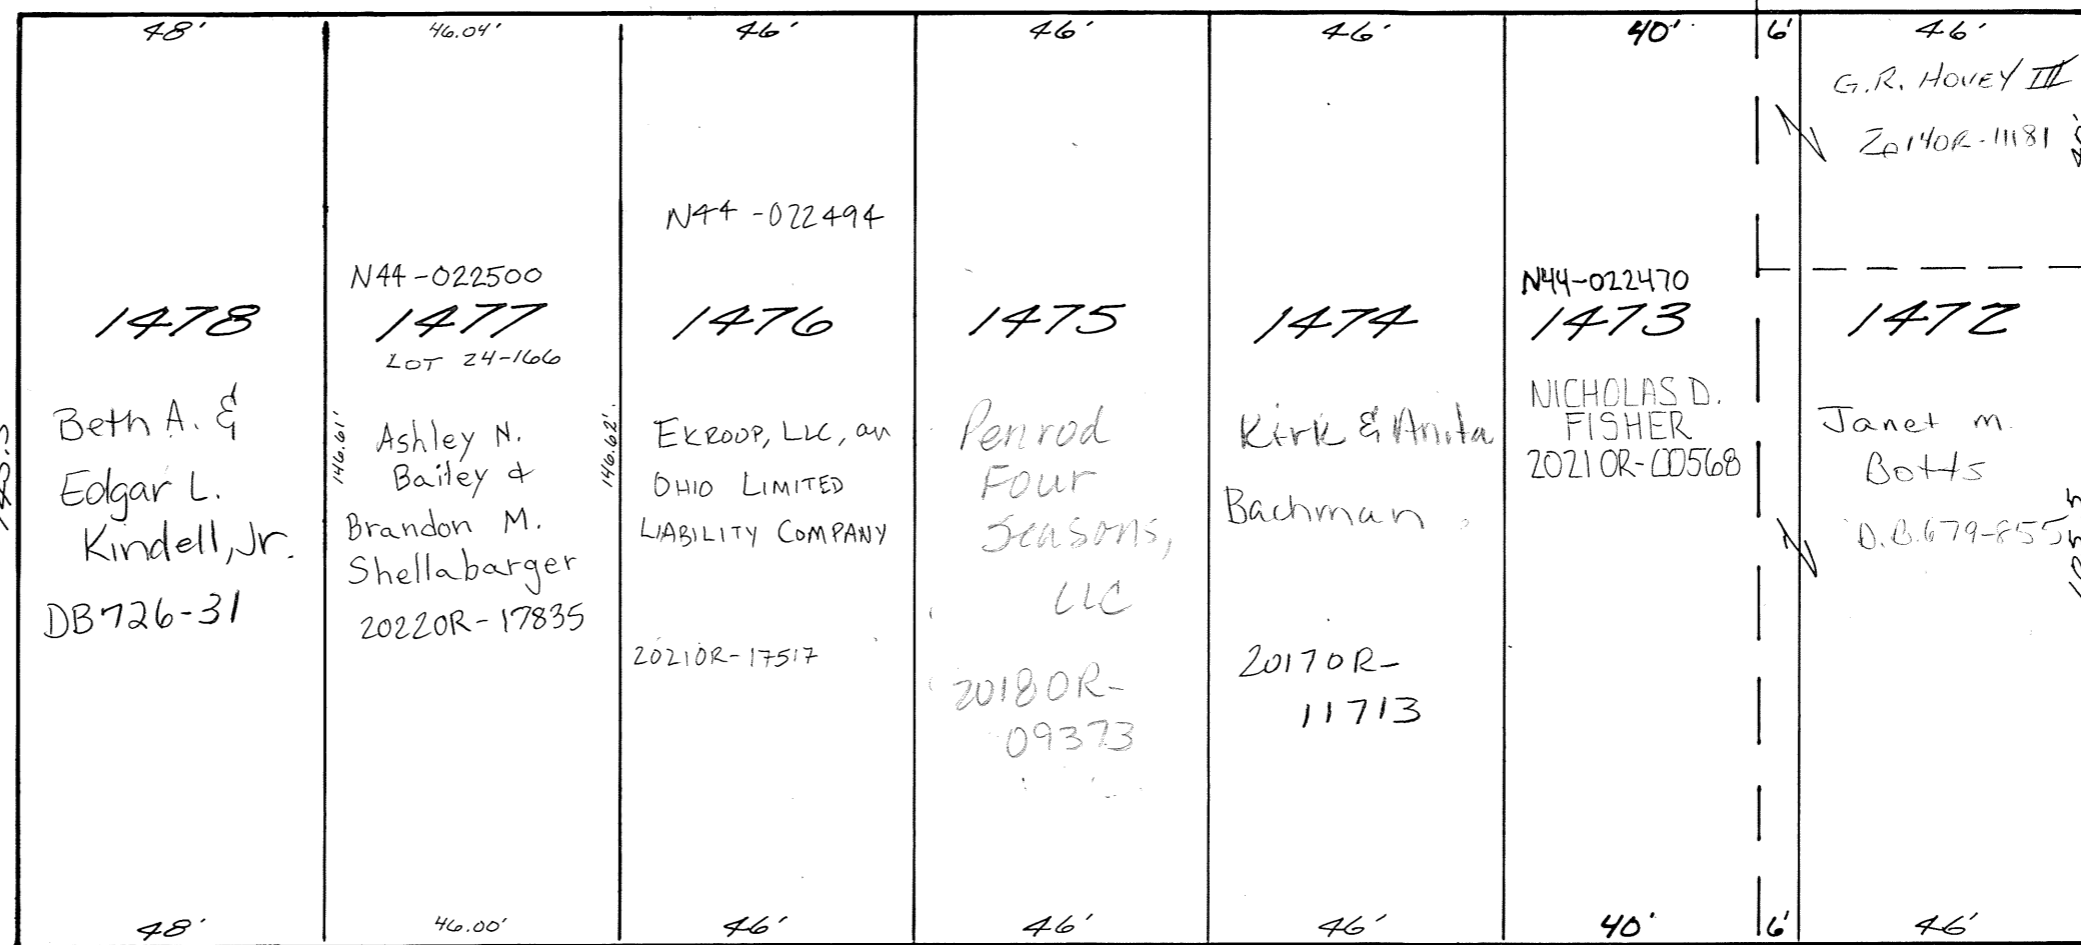 48'
46.04'
46'
46'
46'
40'
6'
46'
G.R. HOVEY III
2014OR-11181
N44-022494
N44-022500
N44-022470
1478
1477
LOT 24-166
1476
1475
1474
1473
1472
Beth A. &
Edgar L.
Kindell, Jr.
DB726-31
146.61'
Ashley N.
Bailey &
Brandon M.
Shellabarger
2022OR-17835
146.62'
EKROOP, LLC, an
OHIO LIMITED
LIABILITY COMPANY
2021OR-17517
Penrod
Four
Seasons,
LLC
2018OR-
09373
Kirk & Anita
Bachman
2017OR-
11713
NICHOLAS D.
FISHER
2021OR-00568
Janet M.
Botts
D.B.679-855
48'
46.00'
46'
46'
46'
40'
6'
46'